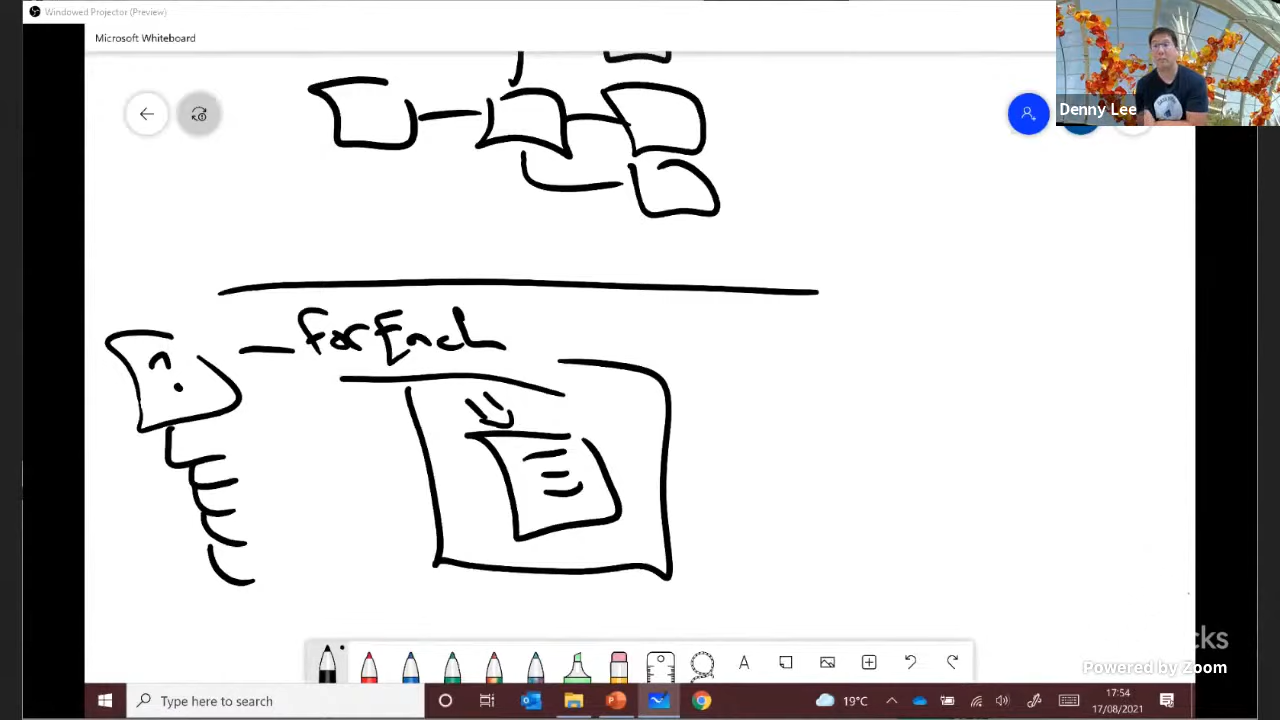 Windowed Projector (Preview)
Microsoft Whiteboard
Denny Lee
ForEach
cks
Powered by Zoom
Type here to search
19°C
17:54
17/08/2021